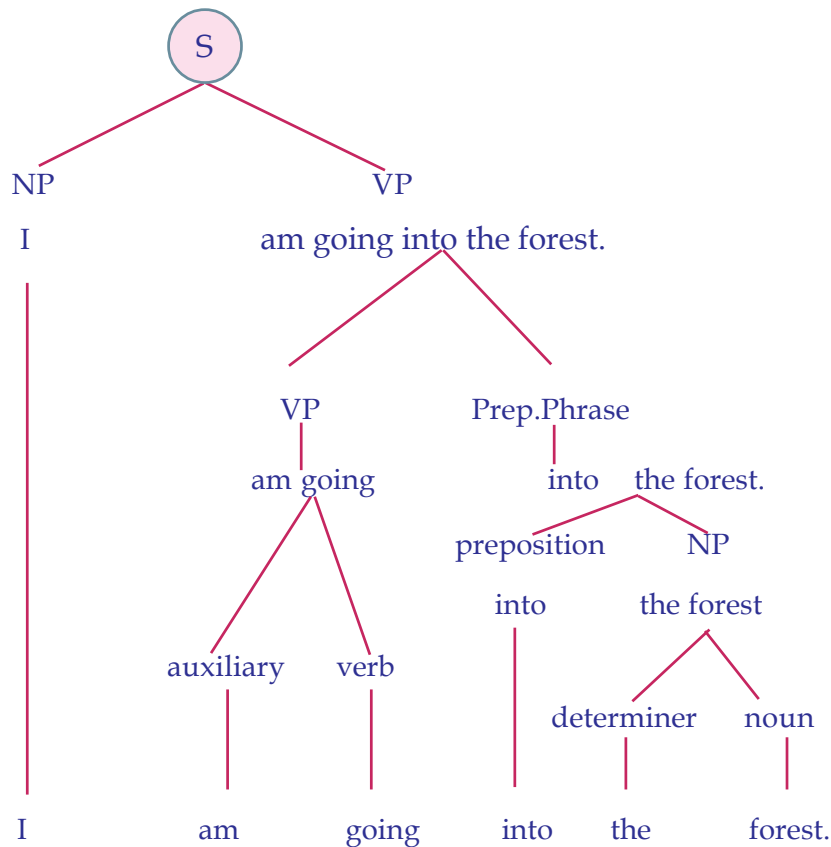 S
NP VP
I am going into the forest.
VP Prep.Phrase
am going into the forest.
preposition NP
into the forest
auxiliary verb
determiner noun
I am going into the forest.